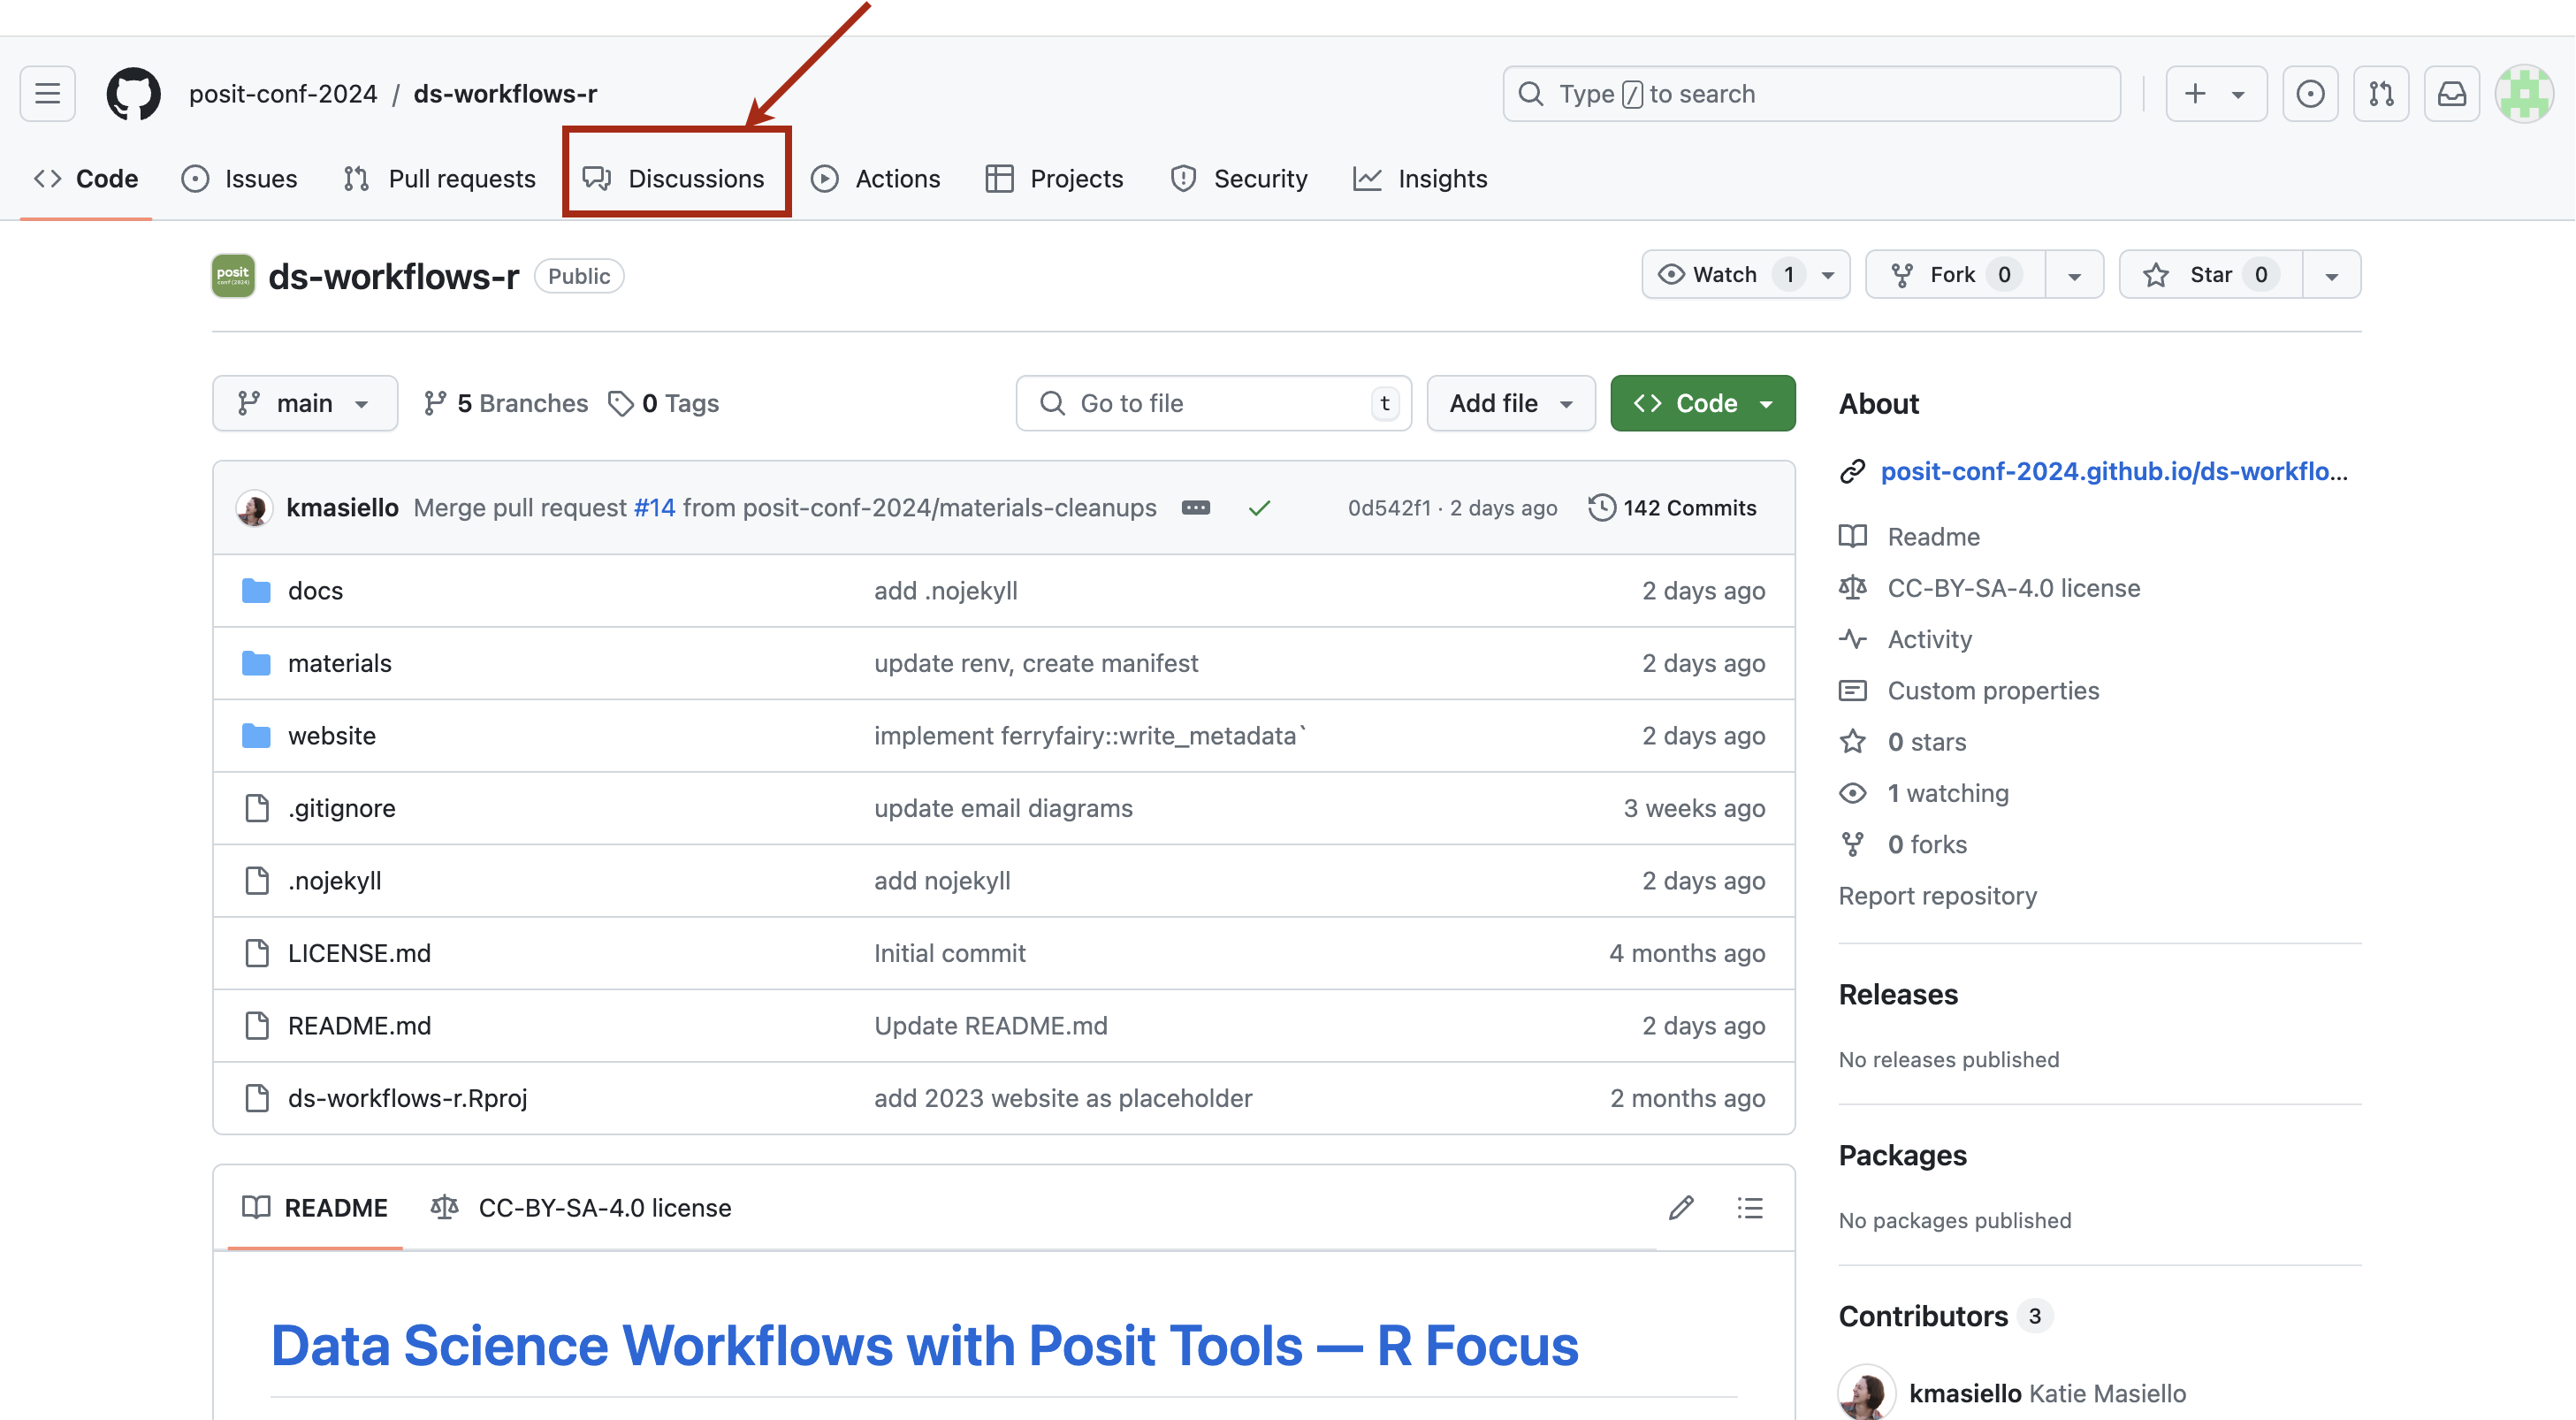 posit-conf-2024 / ds-workflows-r
Type / to search
Code Issues Pull requests Discussions Actions Projects Security Insights
posit
conf(2024)
ds-workflows-r Public
Watch 1 Fork 0 Star 0
main 5 Branches 0 Tags Go to file t Add file Code
kmasiello Merge pull request #14 from posit-conf-2024/materials-cleanups ... 0d542f1 · 2 days ago 142 Commits
docs add .nojekyll 2 days ago
materials update renv, create manifest 2 days ago
website implement ferryfairy::write_metadata` 2 days ago
.gitignore update email diagrams 3 weeks ago
.nojekyll add nojekyll 2 days ago
LICENSE.md Initial commit 4 months ago
README.md Update README.md 2 days ago
ds-workflows-r.Rproj add 2023 website as placeholder 2 months ago
README CC-BY-SA-4.0 license
Data Science Workflows with Posit Tools — R Focus
About
posit-conf-2024.github.io/ds-workflo...
Readme
CC-BY-SA-4.0 license
Activity
Custom properties
0 stars
1 watching
0 forks
Report repository
Releases
No releases published
Packages
No packages published
Contributors 3
kmasiello Katie Masiello